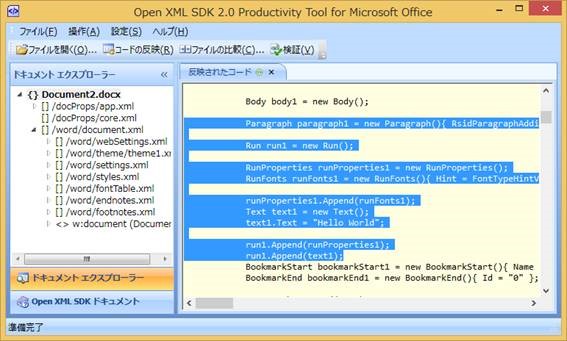 Open XML SDK 2.0 Productivity Tool for Microsoft Office
ファイル(F) 操作(A) 設定(S) ヘルプ(H)
ファイルを開く(O)... コードの反映(R) ファイルの比較(C)... 検証(V)
ドキュメント エクスプローラー
Document2.docx
[] /docProps/app.xml
[] /docProps/core.xml
[] /word/document.xml
[] /word/webSettings.xml
[] /word/theme/theme1.x
[] /word/settings.xml
[] /word/styles.xml
[] /word/fontTable.xml
[] /word/endnotes.xml
[] /word/footnotes.xml
<> w:document (Documen
ドキュメント エクスプローラー
Open XML SDK ドキュメント
反映されたコード
Body body1 = new Body();
Paragraph paragraph1 = new Paragraph(){ RsidParagraphAddi
Run run1 = new Run();
RunProperties runProperties1 = new RunProperties();
RunFonts runFonts1 = new RunFonts(){ Hint = FontTypeHintV
runProperties1.Append(runFonts1);
Text text1 = new Text();
text1.Text = "Hello World";
run1.Append(runProperties1);
run1.Append(text1);
BookmarkStart bookmarkStart1 = new BookmarkStart(){ Name
BookmarkEnd bookmarkEnd1 = new BookmarkEnd(){ Id = "0" };
準備完了